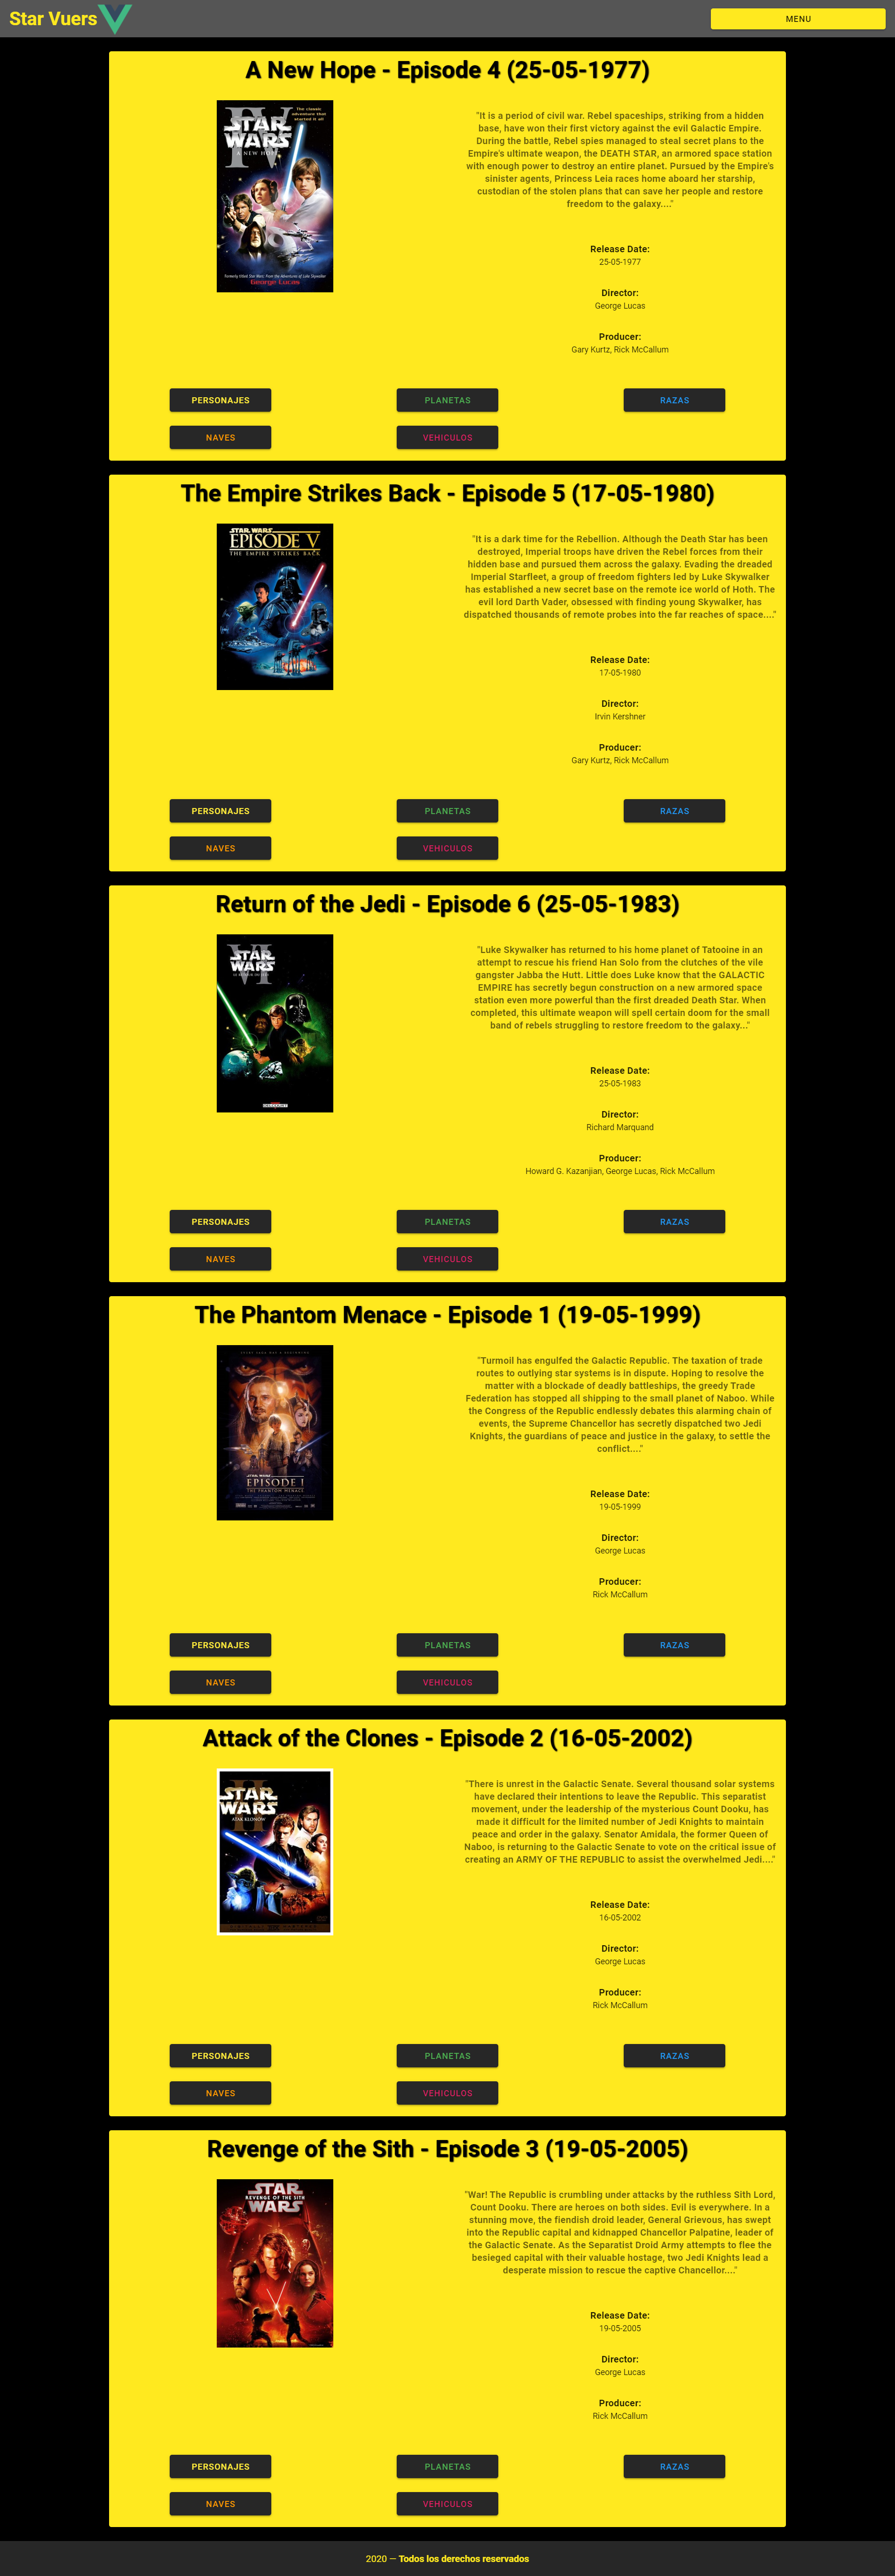 Star Vuers
MENU
A New Hope - Episode 4 (25-05-1977)
The classic
adventure that
started it all
STAR
WARS
IV
A NEW HOPE
Formerly titled Star Wars: From the Adventures of Luke Skywalker
George Lucas
"It is a period of civil war. Rebel spaceships, striking from a hidden
base, have won their first victory against the evil Galactic Empire.
During the battle, Rebel spies managed to steal secret plans to the
Empire's ultimate weapon, the DEATH STAR, an armored space station
with enough power to destroy an entire planet. Pursued by the Empire's
sinister agents, Princess Leia races home aboard her starship,
custodian of the stolen plans that can save her people and restore
freedom to the galaxy...."
Release Date:
25-05-1977
Director:
George Lucas
Producer:
Gary Kurtz, Rick McCallum
PERSONAJES
PLANETAS
RAZAS
NAVES
VEHICULOS
The Empire Strikes Back - Episode 5 (17-05-1980)
STAR WARS
EPISODE V
THE EMPIRE STRIKES BACK
"It is a dark time for the Rebellion. Although the Death Star has been
destroyed, Imperial troops have driven the Rebel forces from their
hidden base and pursued them across the galaxy. Evading the dreaded
Imperial Starfleet, a group of freedom fighters led by Luke Skywalker
has established a new secret base on the remote ice world of Hoth. The
evil lord Darth Vader, obsessed with finding young Skywalker, has
dispatched thousands of remote probes into the far reaches of space...."
Release Date:
17-05-1980
Director:
Irvin Kershner
Producer:
Gary Kurtz, Rick McCallum
PERSONAJES
PLANETAS
RAZAS
NAVES
VEHICULOS
Return of the Jedi - Episode 6 (25-05-1983)
STAR
WARS
VI
DELCOURT
"Luke Skywalker has returned to his home planet of Tatooine in an
attempt to rescue his friend Han Solo from the clutches of the vile
gangster Jabba the Hutt. Little does Luke know that the GALACTIC
EMPIRE has secretly begun construction on a new armored space
station even more powerful than the first dreaded Death Star. When
completed, this ultimate weapon will spell certain doom for the small
band of rebels struggling to restore freedom to the galaxy..."
Release Date:
25-05-1983
Director:
Richard Marquand
Producer:
Howard G. Kazanjian, George Lucas, Rick McCallum
PERSONAJES
PLANETAS
RAZAS
NAVES
VEHICULOS
The Phantom Menace - Episode 1 (19-05-1999)
STAR WARS
EPISODE I
THE PHANTOM MENACE
"Turmoil has engulfed the Galactic Republic. The taxation of trade
routes to outlying star systems is in dispute. Hoping to resolve the
matter with a blockade of deadly battleships, the greedy Trade
Federation has stopped all shipping to the small planet of Naboo. While
the Congress of the Republic endlessly debates this alarming chain of
events, the Supreme Chancellor has secretly dispatched two Jedi
Knights, the guardians of peace and justice in the galaxy, to settle the
conflict...."
Release Date:
19-05-1999
Director:
George Lucas
Producer:
Rick McCallum
PERSONAJES
PLANETAS
RAZAS
NAVES
VEHICULOS
Attack of the Clones - Episode 2 (16-05-2002)
STAR
WARS
II
ATAK KLONÓW
"There is unrest in the Galactic Senate. Several thousand solar systems
have declared their intentions to leave the Republic. This separatist
movement, under the leadership of the mysterious Count Dooku, has
made it difficult for the limited number of Jedi Knights to maintain
peace and order in the galaxy. Senator Amidala, the former Queen of
Naboo, is returning to the Galactic Senate to vote on the critical issue of
creating an ARMY OF THE REPUBLIC to assist the overwhelmed Jedi...."
Release Date:
16-05-2002
Director:
George Lucas
Producer:
Rick McCallum
PERSONAJES
PLANETAS
RAZAS
NAVES
VEHICULOS
Revenge of the Sith - Episode 3 (19-05-2005)
STAR
REVENGE OF THE SITH
WARS
"War! The Republic is crumbling under attacks by the ruthless Sith Lord,
Count Dooku. There are heroes on both sides. Evil is everywhere. In a
stunning move, the fiendish droid leader, General Grievous, has swept
into the Republic capital and kidnapped Chancellor Palpatine, leader of
the Galactic Senate. As the Separatist Droid Army attempts to flee the
besieged capital with their valuable hostage, two Jedi Knights lead a
desperate mission to rescue the captive Chancellor...."
Release Date:
19-05-2005
Director:
George Lucas
Producer:
Rick McCallum
PERSONAJES
PLANETAS
RAZAS
NAVES
VEHICULOS
2020 — Todos los derechos reservados